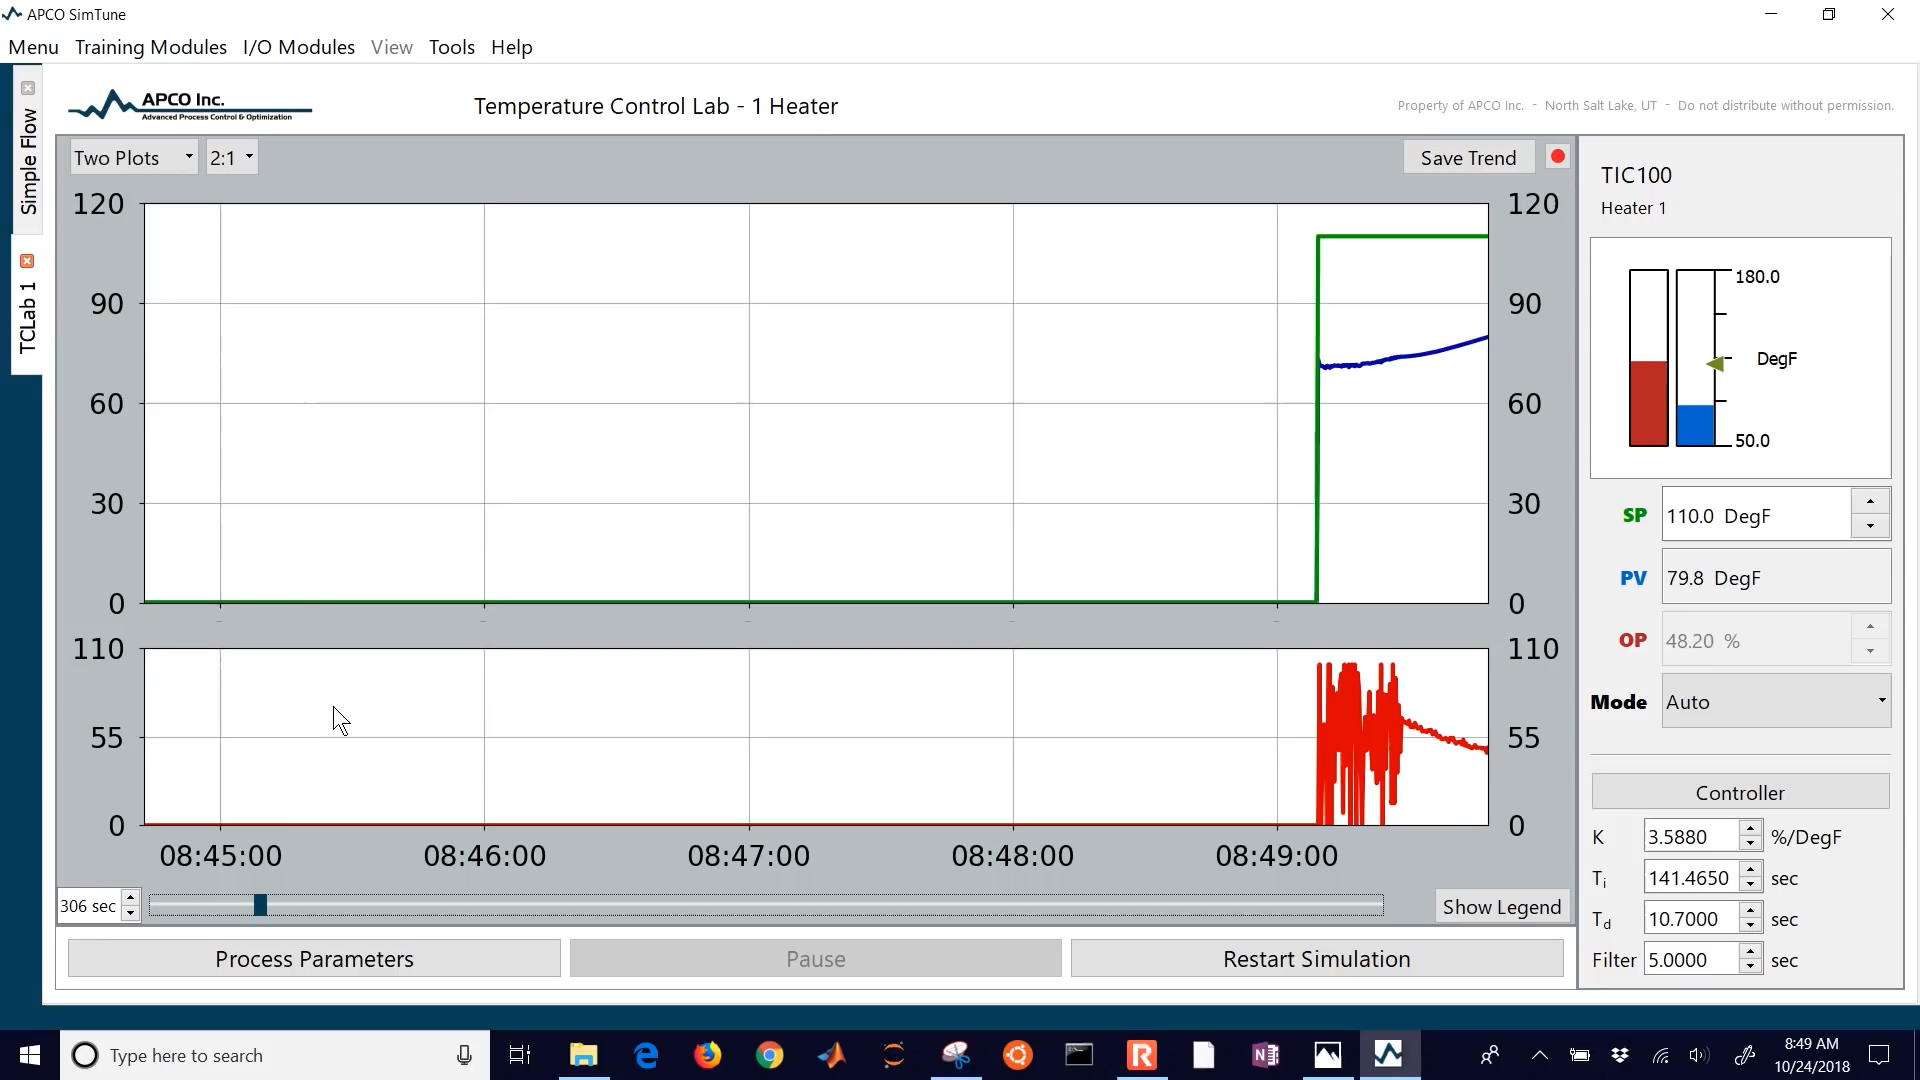 APCO SimTune
Menu Training Modules I/O Modules View Tools Help
Simple Flow
TCLab 1
APCO Inc.
Advanced Process Control & Optimization
Temperature Control Lab - 1 Heater
Property of APCO Inc. - North Salt Lake, UT - Do not distribute without permission.
Two Plots 2:1 Save Trend
120 120
90 90
60 60
30 30
0 0
110 110
55 55
0 0
08:45:00 08:46:00 08:47:00 08:48:00 08:49:00
306 sec Show Legend
Process Parameters Pause Restart Simulation
TIC100
Heater 1
180.0
DegF
50.0
SP 110.0 DegF
PV 79.8 DegF
OP 48.20 %
Mode Auto
Controller
K 3.5880 %/DegF
Ti 141.4650 sec
Td 10.7000 sec
Filter 5.0000 sec
Type here to search
R
N
8:49 AM
10/24/2018